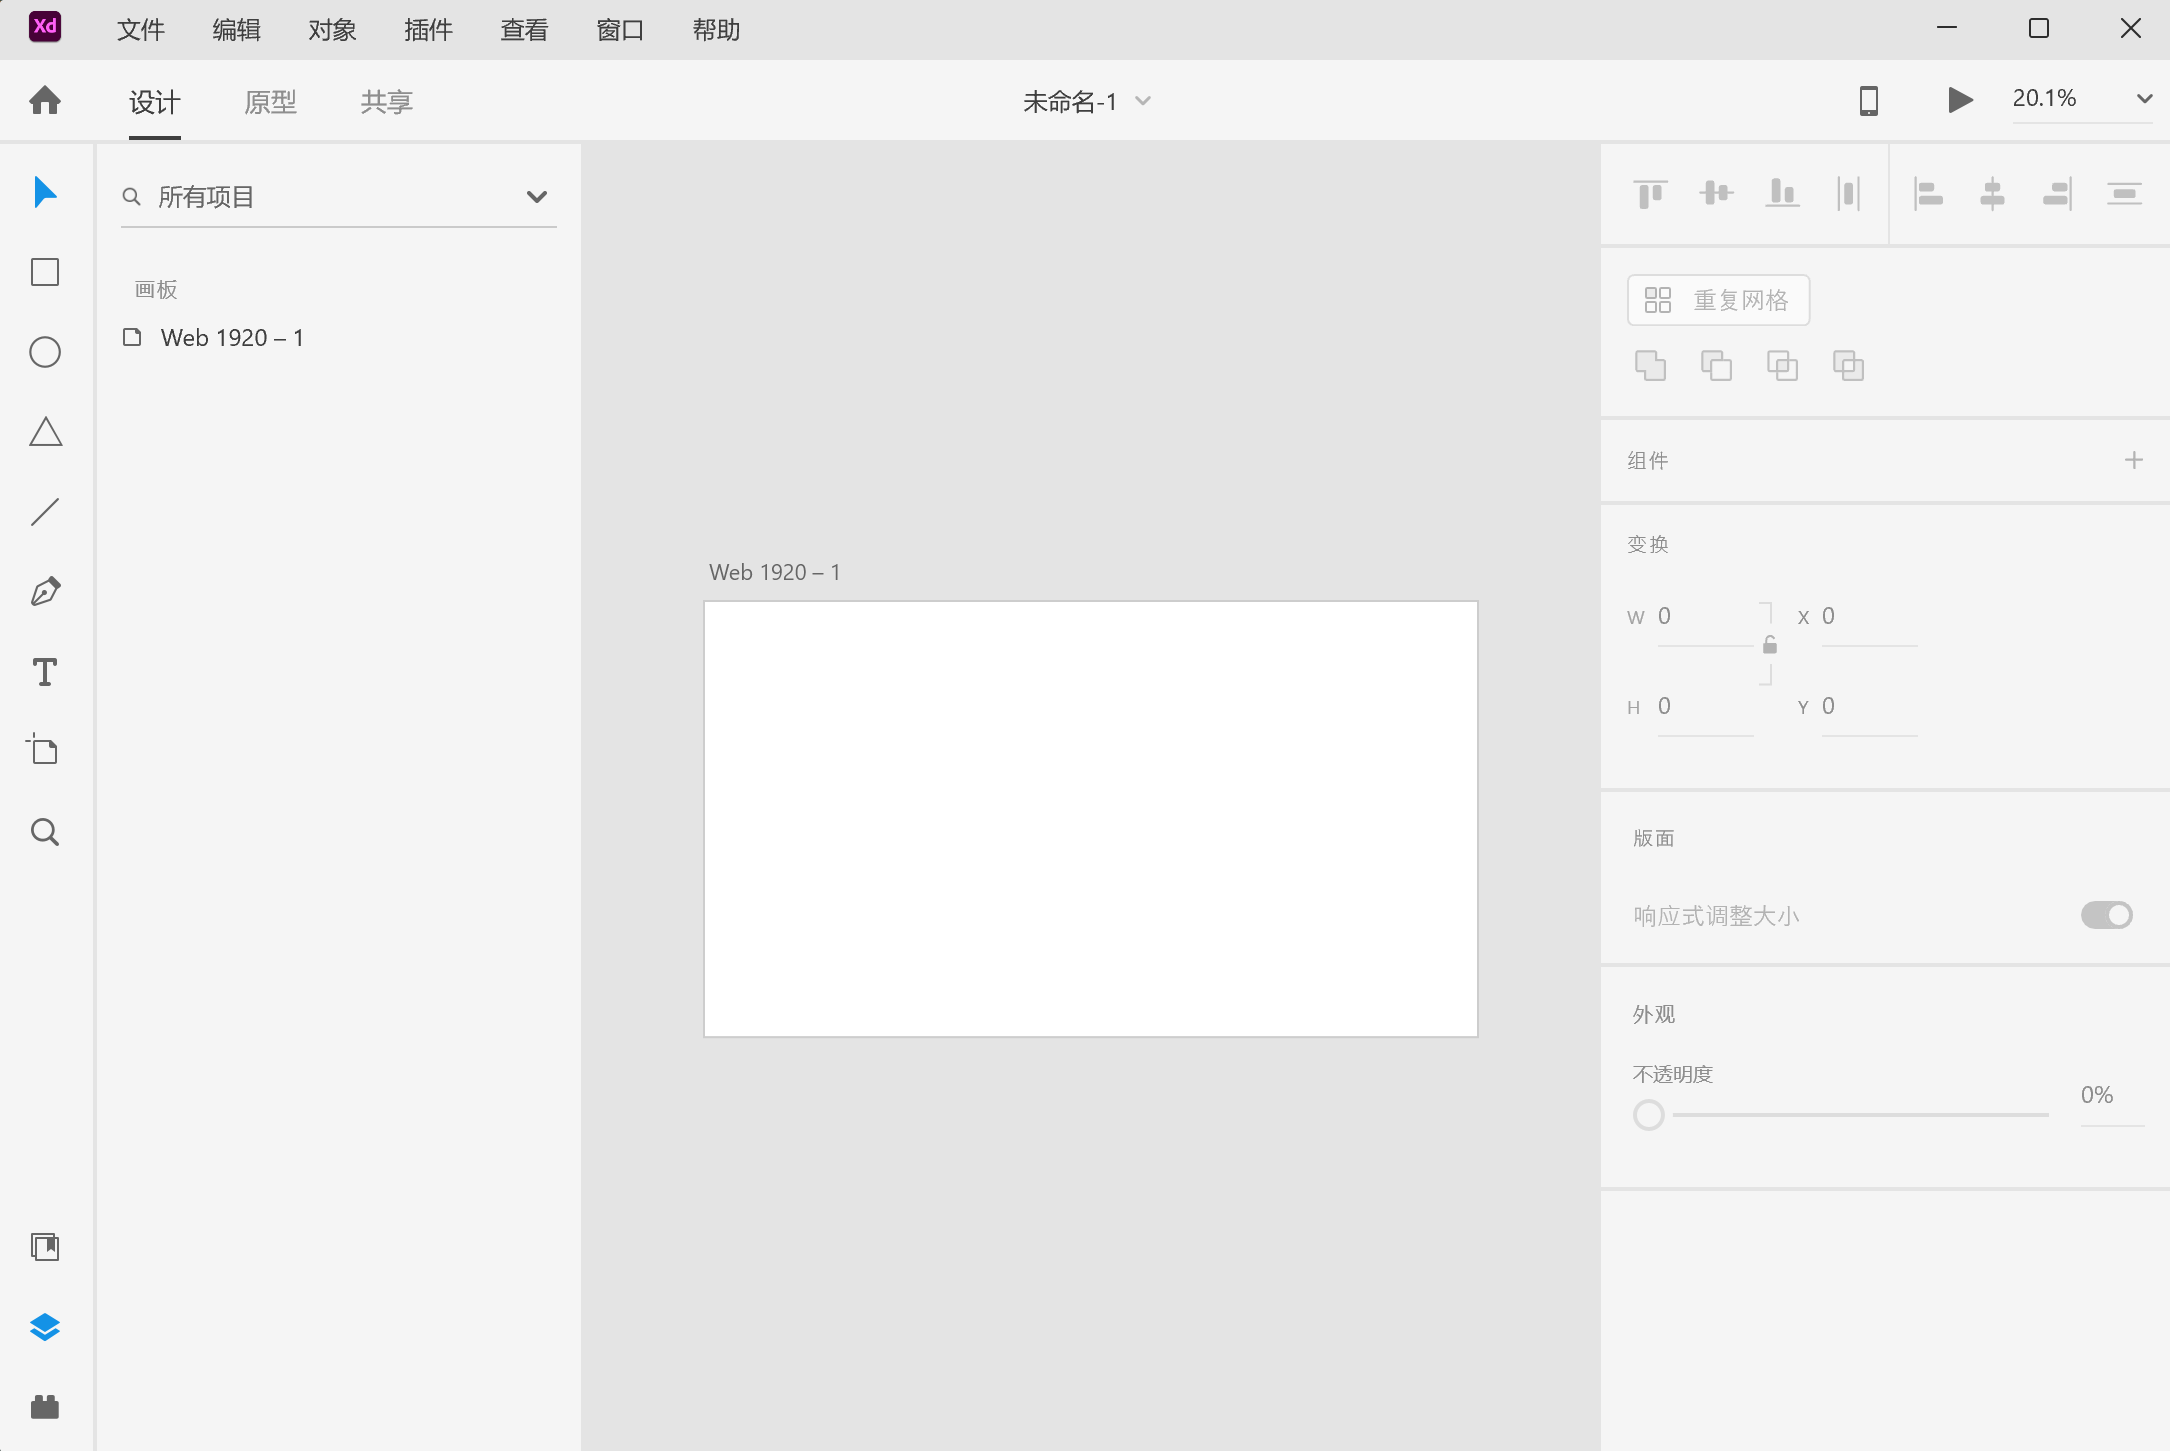 Xd 文件 编辑 对象 插件 查看 窗口 帮助
设计 原型 共享 未命名-1 20.1%
所有项目
画板
Web 1920 – 1
Web 1920 – 1
重复网格
组件
变换
W 0 X 0
H 0 Y 0
版面
响应式调整大小
外观
不透明度
0%